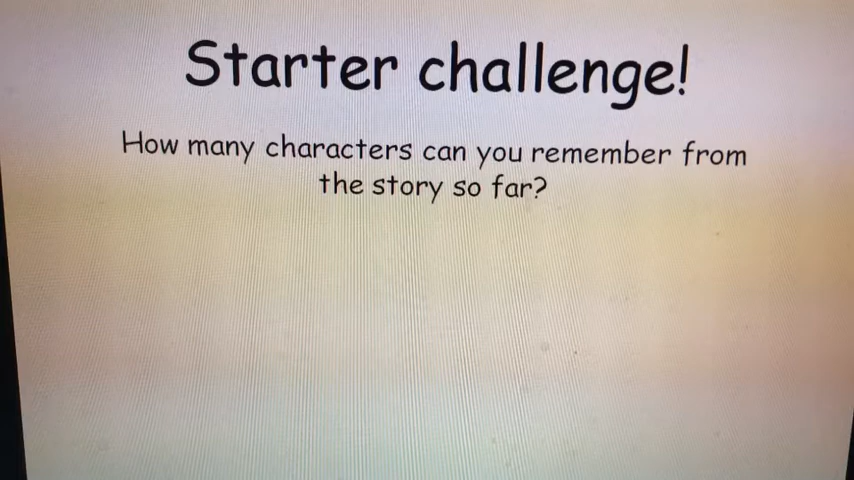 Starter challenge!
How many characters can you remember from
the story so far?